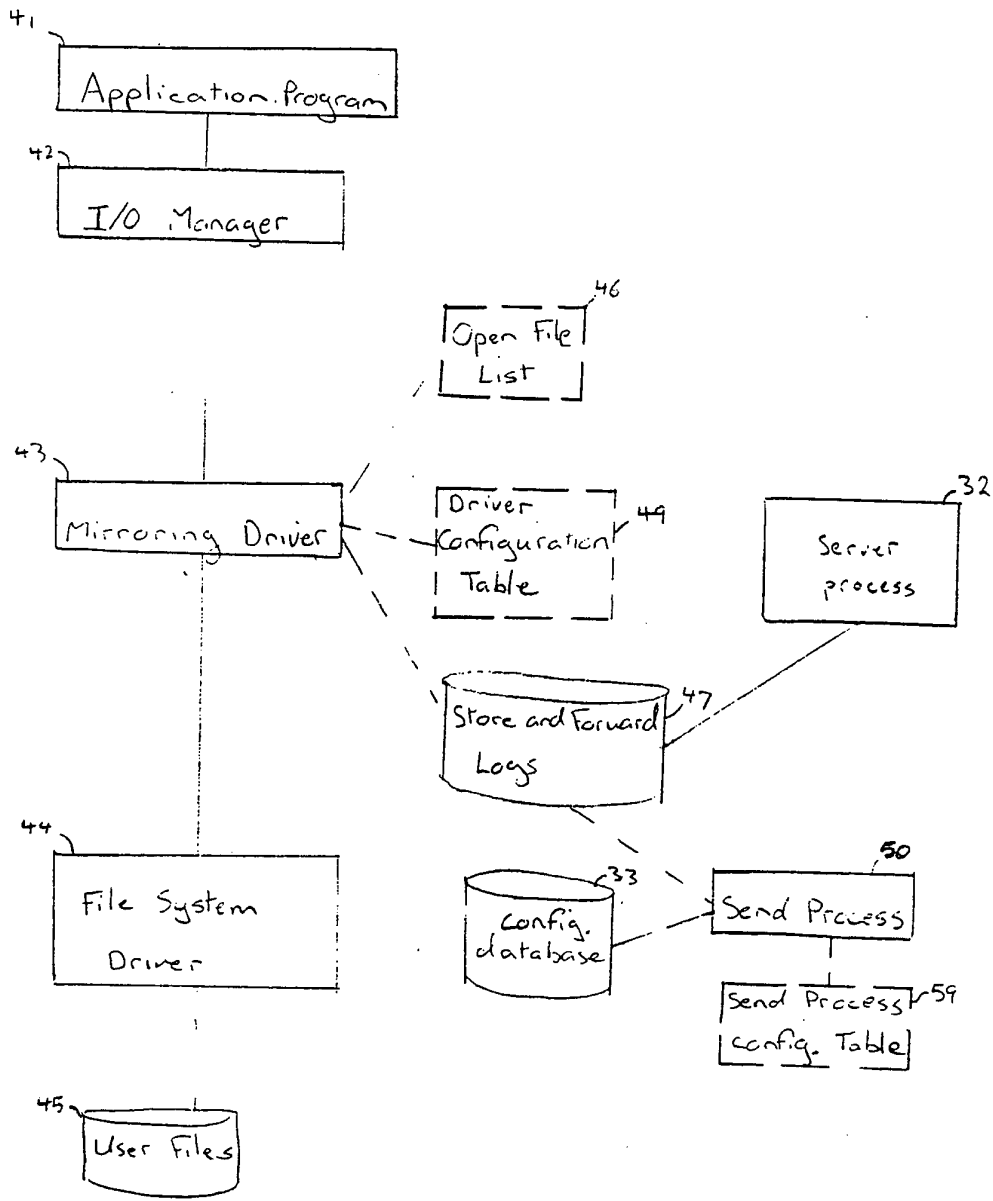 41
Application Program
42
I/O Manager
46
Open File
List
43
Mirroring Driver
Driver
Configuration
Table
49
32
Server
process
47
Store and Forward
Logs
44
File System
Driver
33
Config.
database
50
Send Process
Send Process
config. Table
59
45
User Files